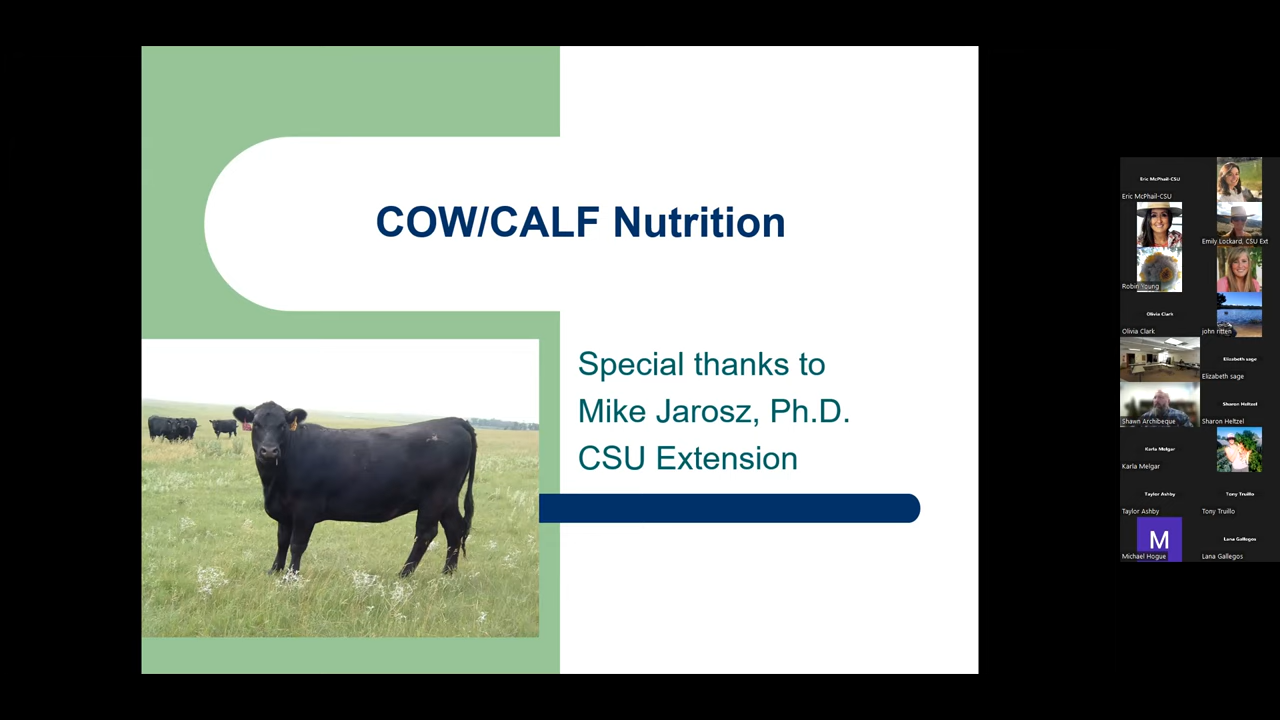 COW/CALF Nutrition
Special thanks to
Mike Jarosz, Ph.D.
CSU Extension
Eric McPhail-CSU
Eric McPhail-CSU
Emily Lockard, CSU Ext
Robin Young
Olivia Clark
Olivia Clark
john ritten
Elizabeth sage
Elizabeth sage
Sharon Heltzel
Shawn Archibeque
Sharon Heltzel
Karla Melgar
Karla Melgar
Taylor Ashby
Tony Truillo
Taylor Ashby
Tony Truillo
M
Lana Gallegos
Michael Hogue
Lana Gallegos